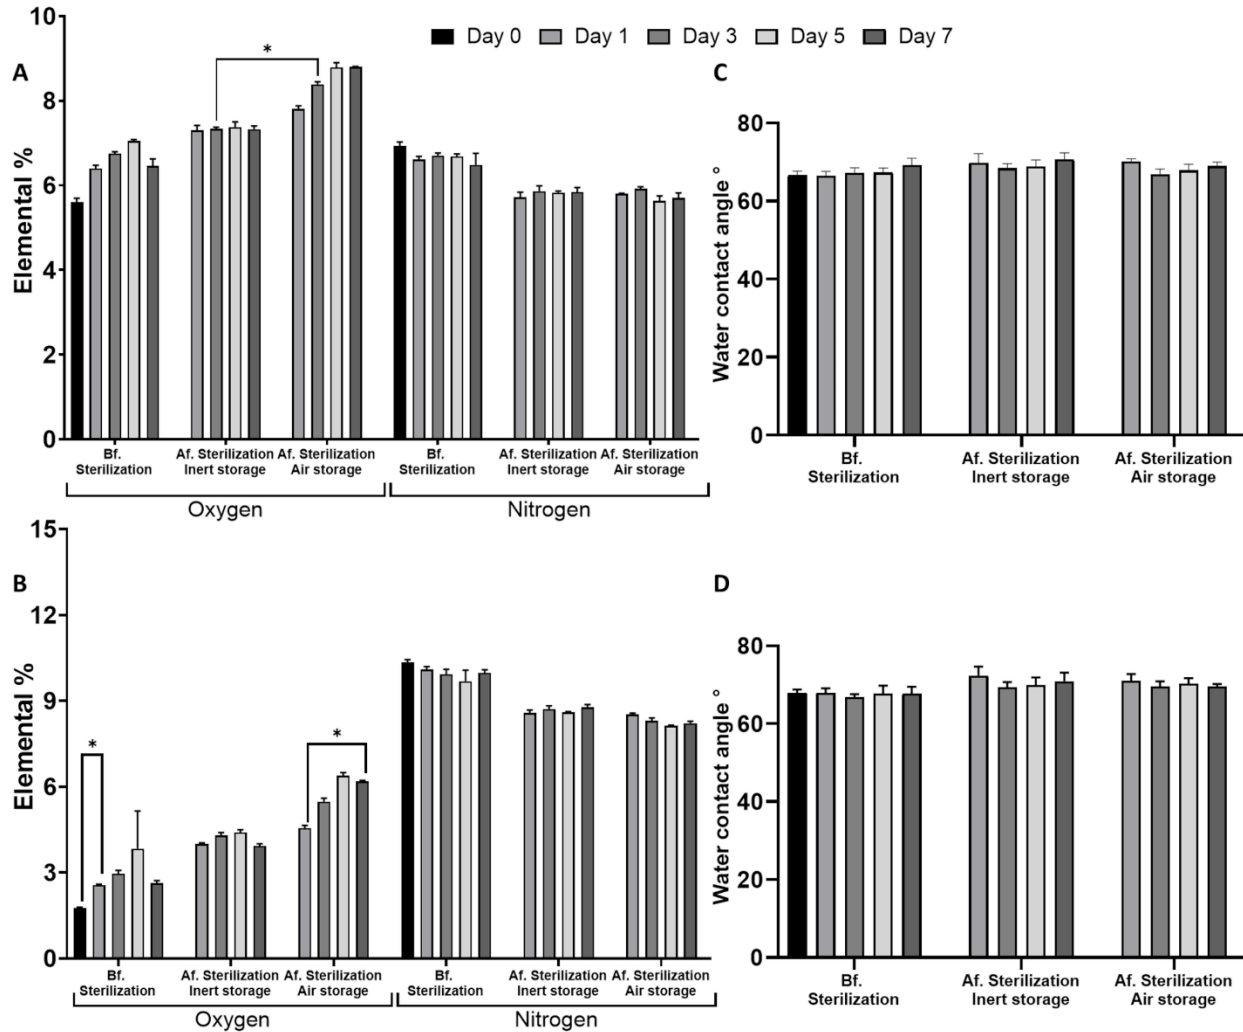 Day 0 Day 1 Day 3 Day 5 Day 7
A
Elemental %
10
8
6
4
2
0
*
Bf.
Sterilization
Af. Sterilization
Inert storage
Af. Sterilization
Air storage
Bf.
Sterilization
Af. Sterilization
Inert storage
Af. Sterilization
Air storage
Oxygen
Nitrogen
C
Water contact angle °
80
60
40
20
0
Bf.
Sterilization
Af. Sterilization
Inert storage
Af. Sterilization
Air storage
B
Elemental %
15
12
9
6
3
0
*
*
Bf.
Sterilization
Af. Sterilization
Inert storage
Af. Sterilization
Air storage
Bf.
Sterilization
Af. Sterilization
Inert storage
Af. Sterilization
Air storage
Oxygen
Nitrogen
D
Water contact angle °
80
60
40
20
0
Bf.
Sterilization
Af. Sterilization
Inert storage
Af. Sterilization
Air storage